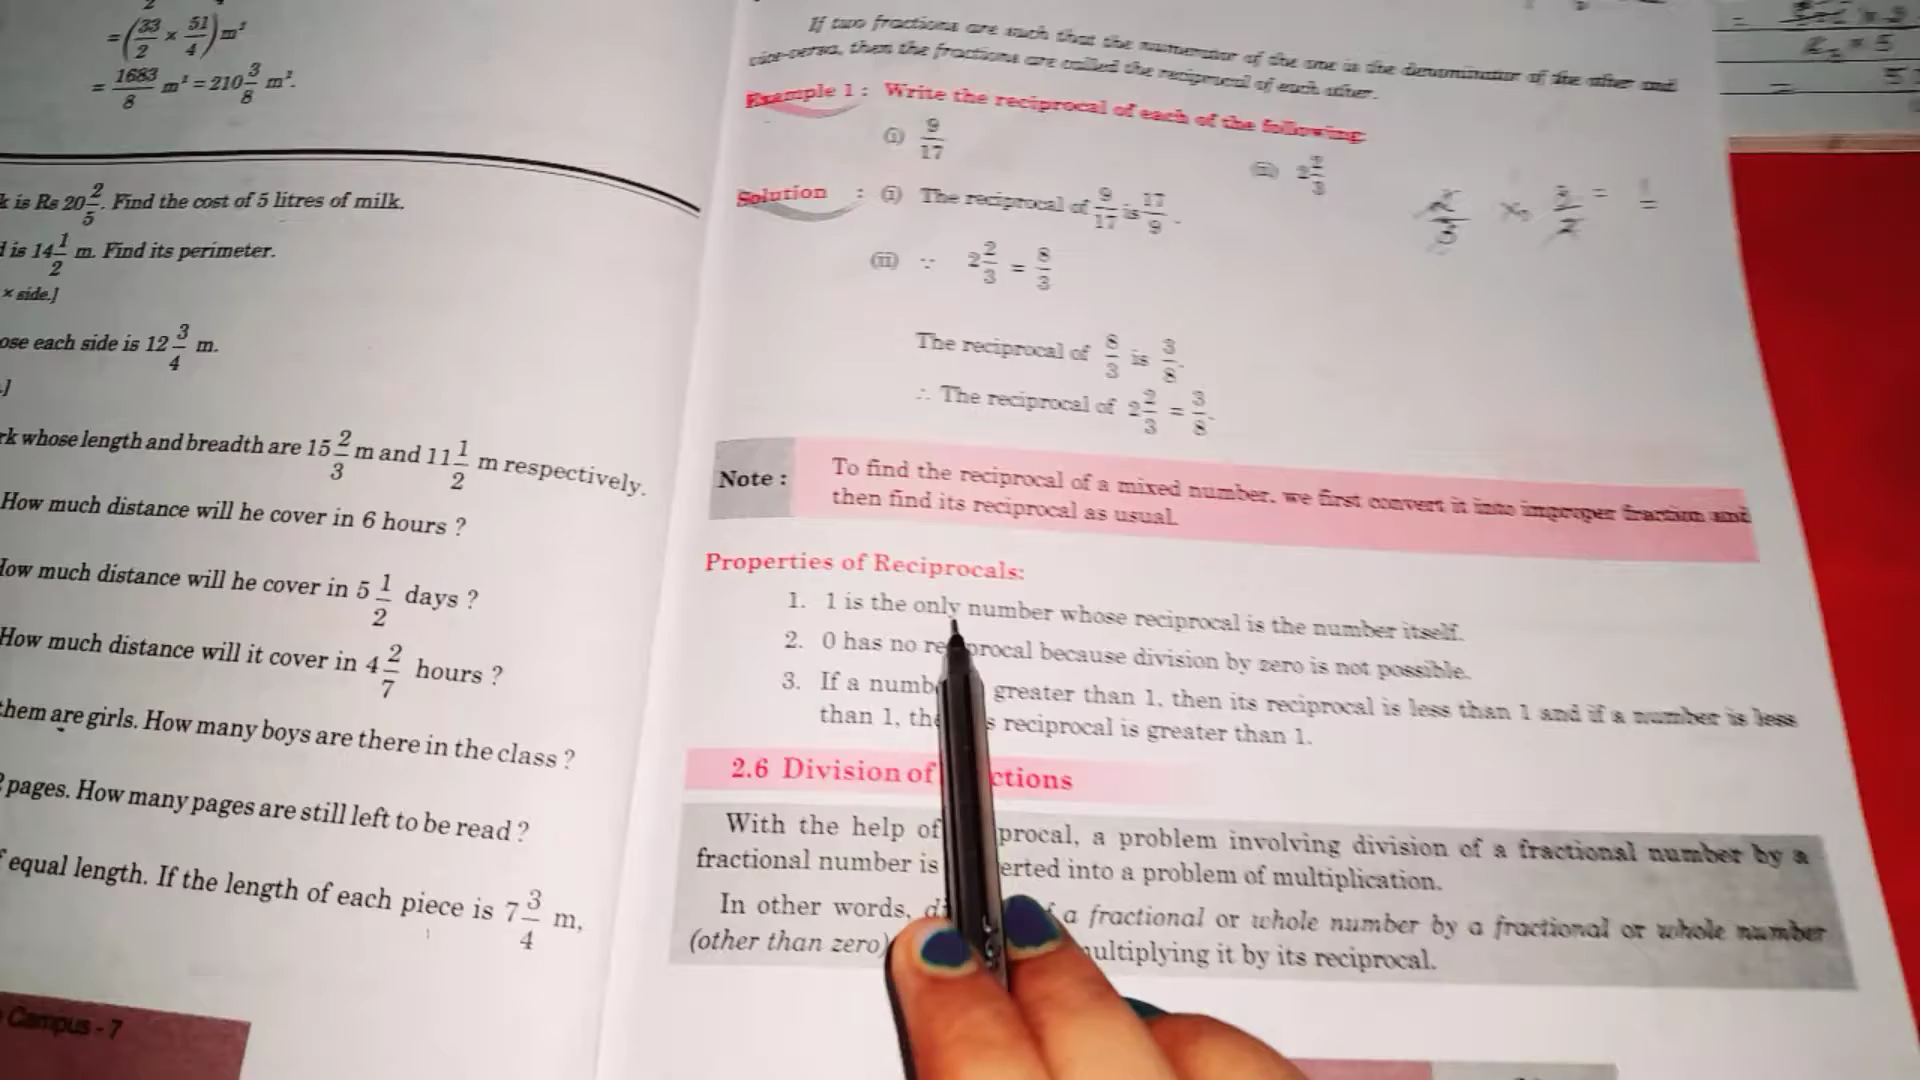 = (33/2 × 51/4) m²
= 1683/8 m² = 210 3/8 m².
k is Rs 20 2/5. Find the cost of 5 litres of milk.
is 14 1/2 m. Find its perimeter.
× side.]
ose each side is 12 3/4 m.
.]
rk whose length and breadth are 15 2/3 m and 11 1/2 m respectively.
How much distance will he cover in 6 hours ?
How much distance will he cover in 5 1/2 days ?
How much distance will it cover in 4 2/7 hours ?
them are girls. How many boys are there in the class ?
pages. How many pages are still left to be read ?
f equal length. If the length of each piece is 7 3/4 m,
Campus - 7
If two fractions are such that the numerator of the one is the denominator of the other and
vice-versa, then the fractions are called the reciprocal of each other.
Example 1 : Write the reciprocal of each of the following:
(i) 9/17 (ii) 2 2/3
Solution : (i) The reciprocal of 9/17 is 17/9.
(ii) ∵ 2 2/3 = 8/3
The reciprocal of 8/3 is 3/8.
∴ The reciprocal of 2 2/3 = 3/8.
Note : To find the reciprocal of a mixed number, we first convert it into improper fraction and
then find its reciprocal as usual.
Properties of Reciprocals:
1. 1 is the only number whose reciprocal is the number itself.
2. 0 has no reciprocal because division by zero is not possible.
3. If a numb greater than 1, then its reciprocal is less than 1 and if a number is less
than 1, the s reciprocal is greater than 1.
2.6 Division of ctions
With the help of procal, a problem involving division of a fractional number by a
fractional number is erted into a problem of multiplication.
In other words, di a fractional or whole number by a fractional or whole number
(other than zero) ultiplying it by its reciprocal.